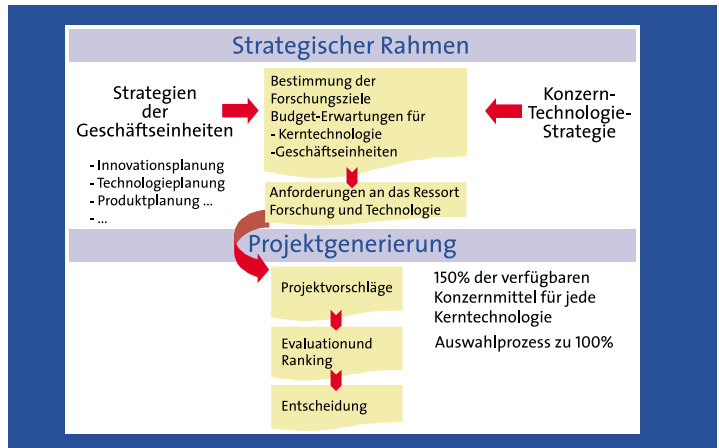 Strategischer Rahmen
Strategien
der
Geschäftseinheiten
- Innovationsplanung
- Technologieplanung
- Produktplanung ...
- ...
Bestimmung der
Forschungsziele
Budget-Erwartungen für
- Kerntechnologie
-Geschäftseinheiten
Konzern-
Technologie-
Strategie
Anforderungen an das Ressort
Forschung und Technologie
Projektgenerierung
Projektvorschläge
150% der verfügbaren
Konzernmittel für jede
Kerntechnologie
Auswahlprozess zu 100%
Evaluationund
Ranking
Entscheidung